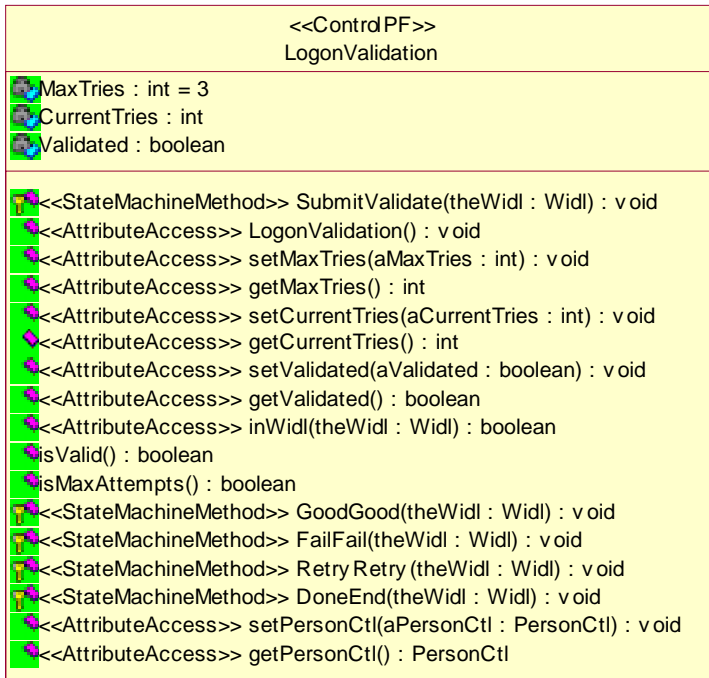 <<ControlPF>>
LogonValidation
MaxTries : int = 3
CurrentTries : int
Validated : boolean
<<StateMachineMethod>> SubmitValidate(theWidl : Widl) : void
<<AttributeAccess>> LogonValidation() : void
<<AttributeAccess>> setMaxTries(aMaxTries : int) : void
<<AttributeAccess>> getMaxTries() : int
<<AttributeAccess>> setCurrentTries(aCurrentTries : int) : void
<<AttributeAccess>> getCurrentTries() : int
<<AttributeAccess>> setValidated(aValidated : boolean) : void
<<AttributeAccess>> getValidated() : boolean
<<AttributeAccess>> inWidl(theWidl : Widl) : boolean
isValid() : boolean
isMaxAttempts() : boolean
<<StateMachineMethod>> GoodGood(theWidl : Widl) : void
<<StateMachineMethod>> FailFail(theWidl : Widl) : void
<<StateMachineMethod>> RetryRetry(theWidl : Widl) : void
<<StateMachineMethod>> DoneEnd(theWidl : Widl) : void
<<AttributeAccess>> setPersonCtl(aPersonCtl : PersonCtl) : void
<<AttributeAccess>> getPersonCtl() : PersonCtl